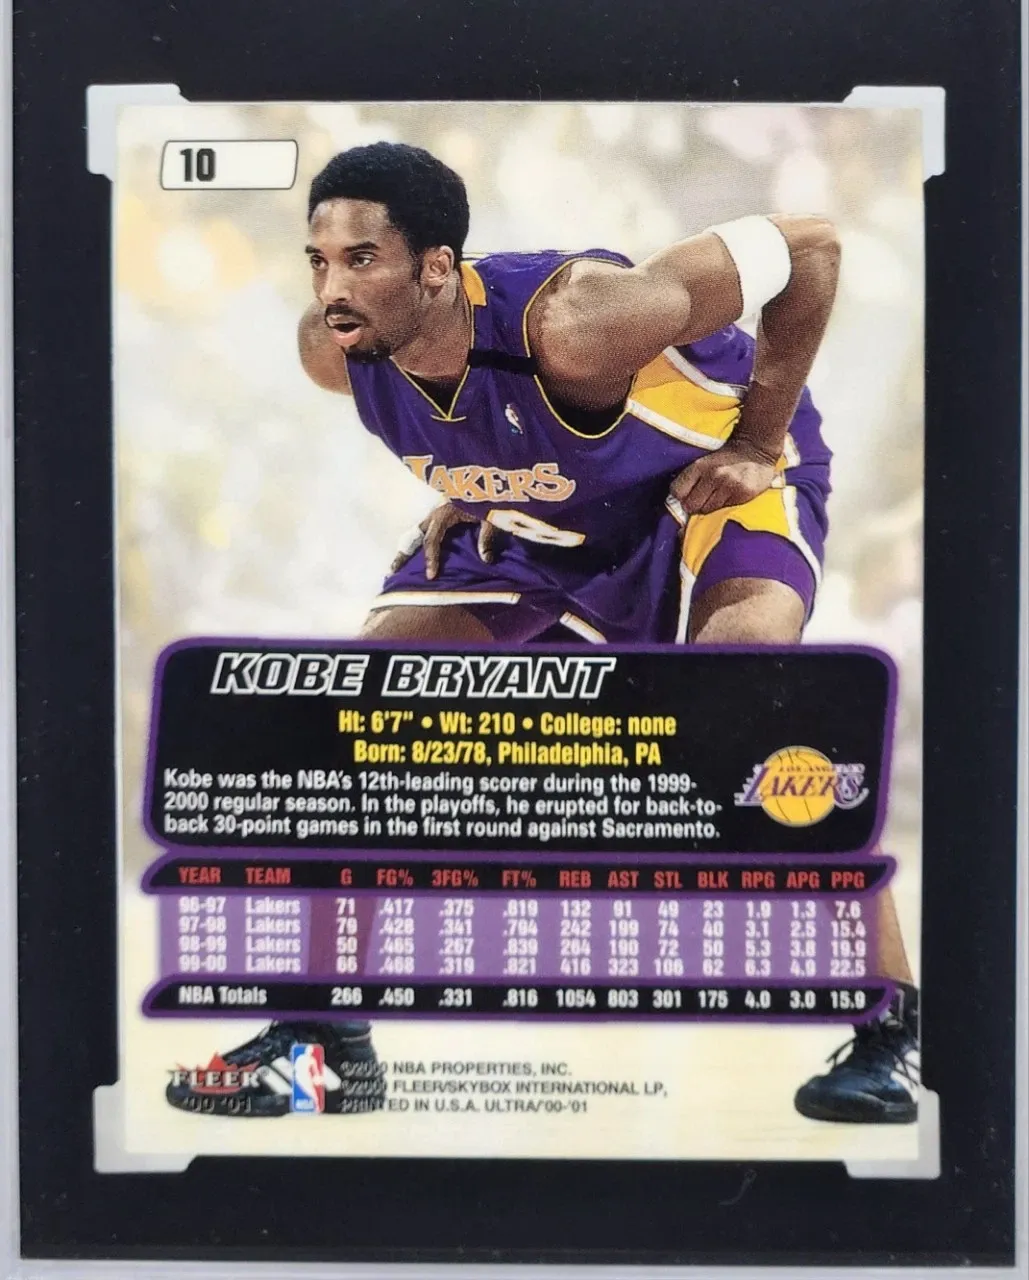 10
LAKERS
8
KOBE BRYANT
Ht: 6'7" • Wt: 210 • College: none
Born: 8/23/78, Philadelphia, PA
Kobe was the NBA's 12th-leading scorer during the 1999-
2000 regular season. In the playoffs, he erupted for back-to-
back 30-point games in the first round against Sacramento.
LOS ANGELES
LAKERS
YEAR TEAM G FG% 3FG% FT% REB AST STL BLK RPG APG PPG
96-97 Lakers 71 .417 .375 .819 132 91 49 23 1.9 1.3 7.6
97-98 Lakers 79 .428 .341 .794 242 199 74 40 3.1 2.5 15.4
98-99 Lakers 50 .465 .267 .839 264 190 72 50 5.3 3.8 19.9
99-00 Lakers 66 .468 .319 .821 416 323 106 62 6.3 4.9 22.5
NBA Totals 266 .450 .331 .816 1054 803 301 175 4.0 3.0 15.9
FLEER
'00-'01
NBA
©2000 NBA PROPERTIES, INC.
©2000 FLEER/SKYBOX INTERNATIONAL LP,
PRINTED IN U.S.A. ULTRA/'00-'01